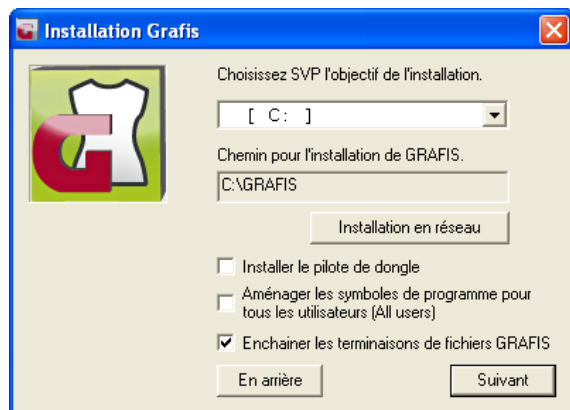 Installation Grafis
Choisissez SVP l'objectif de l'installation.
[ C: ]
Chemin pour l'installation de GRAFIS.
C:\GRAFIS
Installation en réseau
Installer le pilote de dongle
Aménager les symboles de programme pour
tous les utilisateurs (All users)
Enchainer les terminaisons de fichiers GRAFIS
En arrière
Suivant